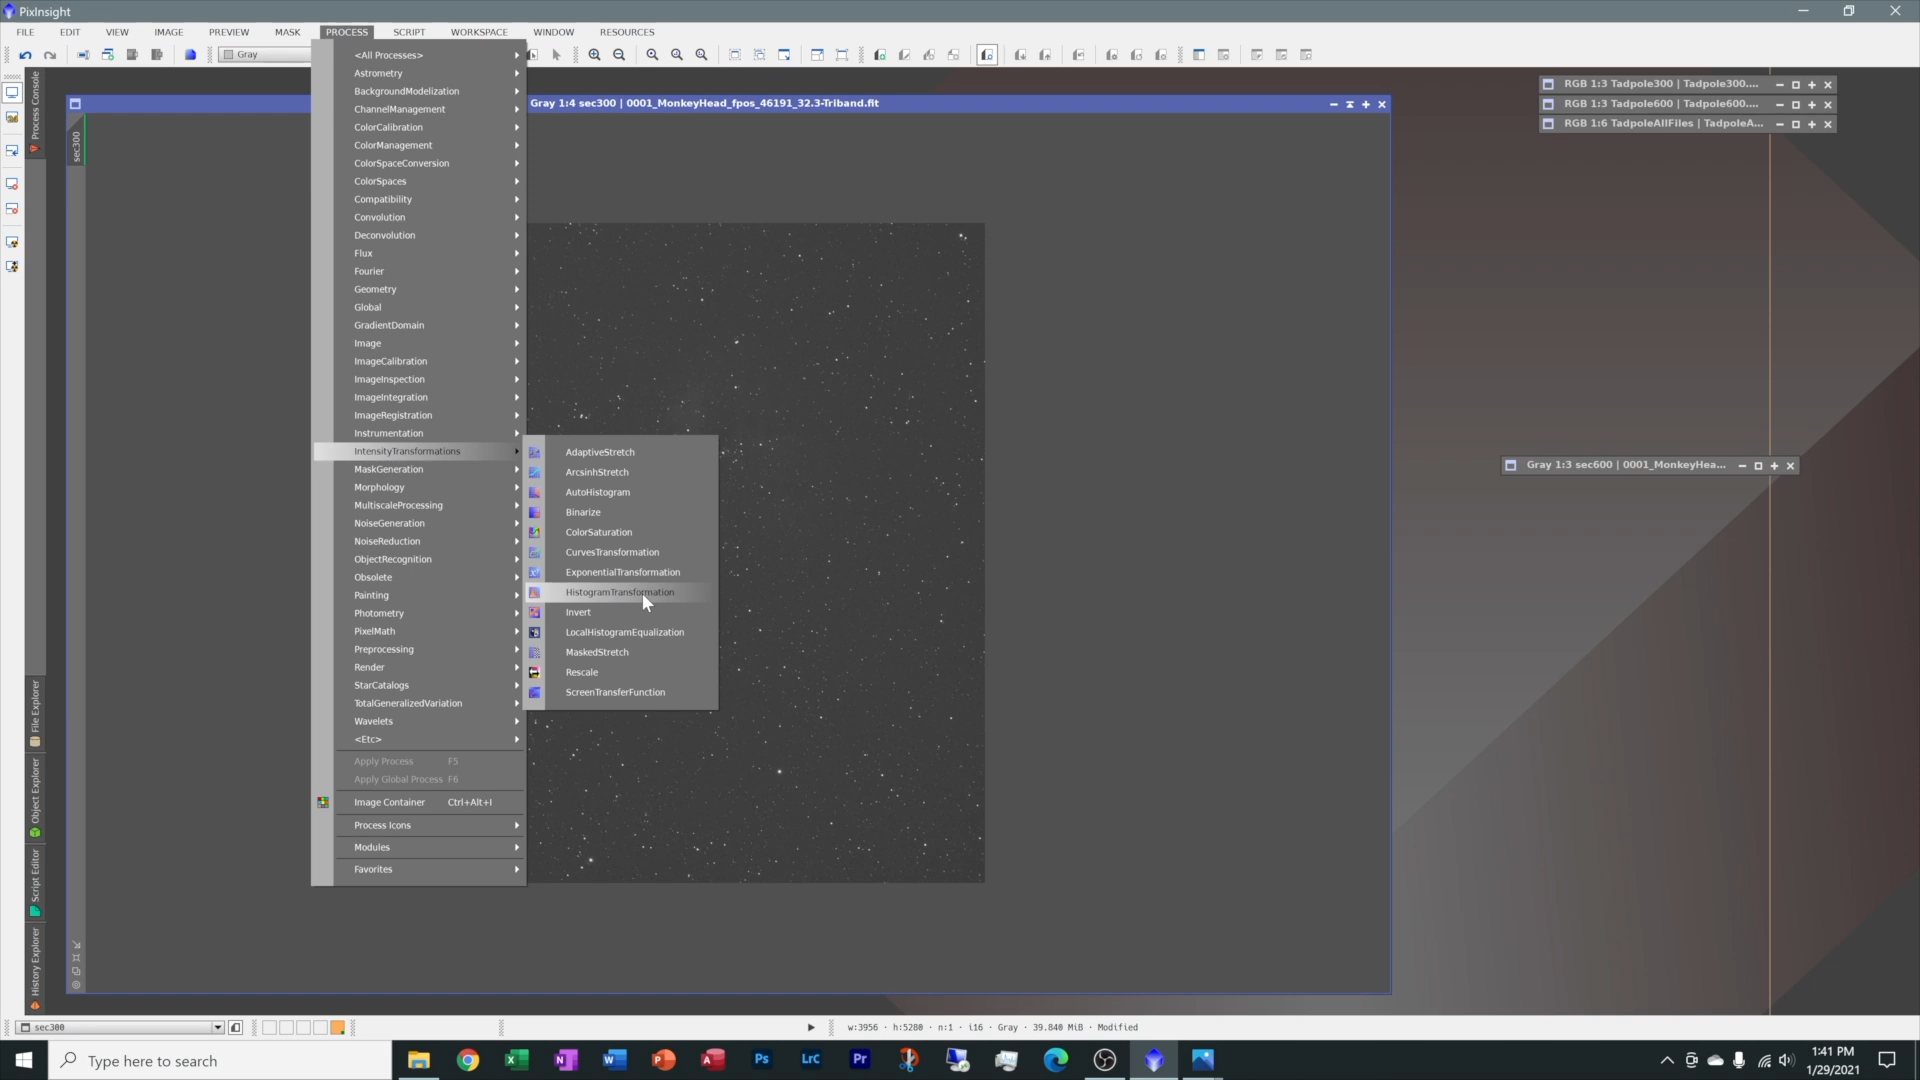 PixInsight
FILE
EDIT
VIEW
IMAGE
PREVIEW
MASK
PROCESS
SCRIPT
WORKSPACE
WINDOW
RESOURCES
Gray
<All Processes>
Astrometry
BackgroundModelization
ChannelManagement
ColorCalibration
ColorManagement
ColorSpaceConversion
ColorSpaces
Compatibility
Convolution
Deconvolution
Flux
Fourier
Geometry
Global
GradientDomain
Image
ImageCalibration
ImageInspection
ImageIntegration
ImageRegistration
Instrumentation
IntensityTransformations
MaskGeneration
Morphology
MultiscaleProcessing
NoiseGeneration
NoiseReduction
ObjectRecognition
Obsolete
Painting
Photometry
PixelMath
Preprocessing
Render
StarCatalogs
TotalGeneralizedVariation
Wavelets
<Etc>
Apply Process F5
Apply Global Process F6
Image Container Ctrl+Alt+I
Process Icons
Modules
Favorites
AdaptiveStretch
ArcsinhStretch
AutoHistogram
Binarize
ColorSaturation
CurvesTransformation
ExponentialTransformation
HistogramTransformation
Invert
LocalHistogramEqualization
MaskedStretch
Rescale
ScreenTransferFunction
Gray 1:4 sec300 | 0001_MonkeyHead_fpos_46191_32.3-Triband.fit
sec300
RGB 1:3 Tadpole300 | Tadpole300....
RGB 1:3 Tadpole600 | Tadpole600....
RGB 1:6 TadpoleAllFiles | TadpoleA...
Gray 1:3 sec600 | 0001_MonkeyHea...
Process Console
File Explorer
Object Explorer
Script Editor
History Explorer
sec300
w:3956 · h:5280 · n:1 · i16 · Gray · 39.840 MiB · Modified
Type here to search
Ps
LrC
Pr
1:41 PM
1/29/2021